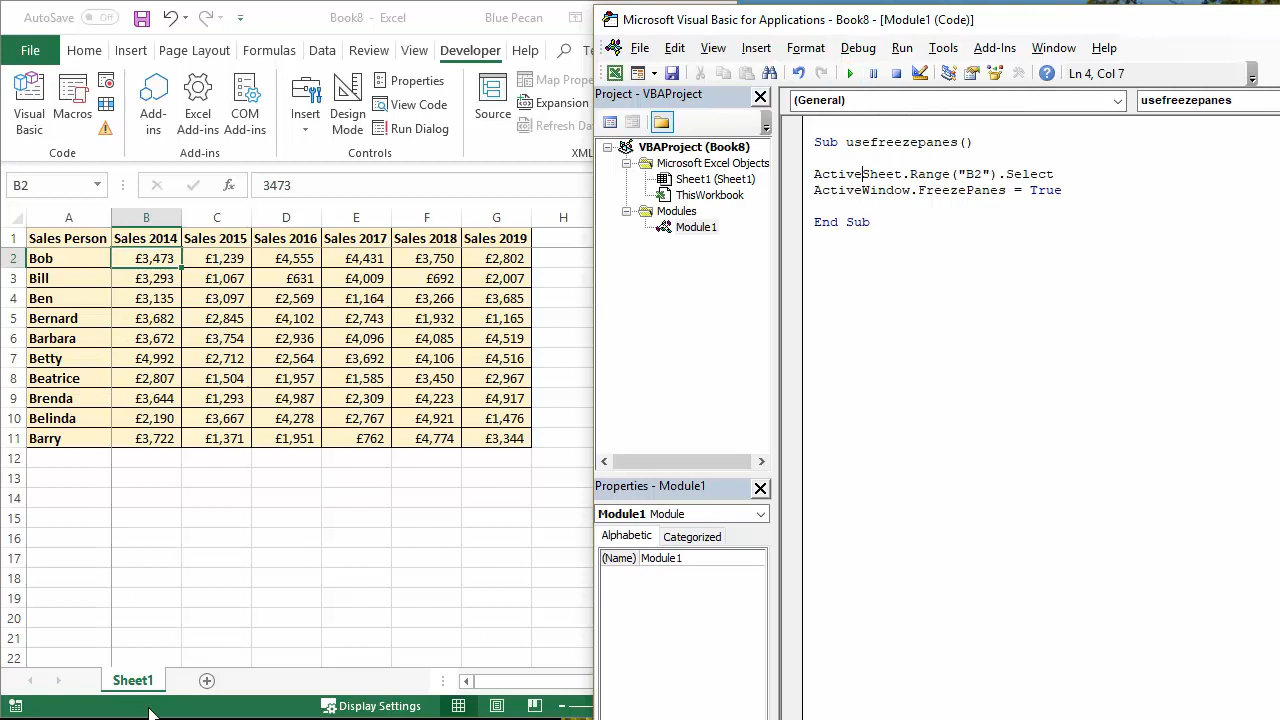 AutoSave Off Book8 - Excel Blue Pecan
File Home Insert Page Layout Formulas Data Review View Developer Help
Visual Basic
Macros
Code
Add-ins
Excel Add-ins
COM Add-ins
Add-ins
Insert
Design Mode
Properties
View Code
Run Dialog
Controls
Source
Map Prope
Expansion
Refresh Da
XML
B2 fx 3473
A B C D E F G H
1 Sales Person Sales 2014 Sales 2015 Sales 2016 Sales 2017 Sales 2018 Sales 2019
2 Bob £3,473 £1,239 £4,555 £4,431 £3,750 £2,802
3 Bill £3,293 £1,067 £631 £4,009 £692 £2,007
4 Ben £3,135 £3,097 £2,569 £1,164 £3,266 £3,685
5 Bernard £3,682 £2,845 £4,102 £2,743 £1,932 £1,165
6 Barbara £3,672 £3,754 £2,936 £4,096 £4,085 £4,519
7 Betty £4,992 £2,712 £2,564 £3,692 £4,106 £4,516
8 Beatrice £2,807 £1,504 £1,957 £1,585 £3,450 £2,967
9 Brenda £3,644 £1,293 £4,987 £2,309 £4,223 £4,917
10 Belinda £2,190 £3,667 £4,278 £2,767 £4,921 £1,476
11 Barry £3,722 £1,371 £1,951 £762 £4,774 £3,344
12
13
14
15
16
17
18
19
20
21
22
Sheet1
Display Settings
Microsoft Visual Basic for Applications - Book8 - [Module1 (Code)]
File Edit View Insert Format Debug Run Tools Add-Ins Window Help
Ln 4, Col 7
Project - VBAProject
VBAProject (Book8)
Microsoft Excel Objects
Sheet1 (Sheet1)
ThisWorkbook
Modules
Module1
Properties - Module1
Module1 Module
Alphabetic Categorized
(Name) Module1
(General) usefreezepanes
Sub usefreezepanes()
ActiveSheet.Range("B2").Select
ActiveWindow.FreezePanes = True
End Sub